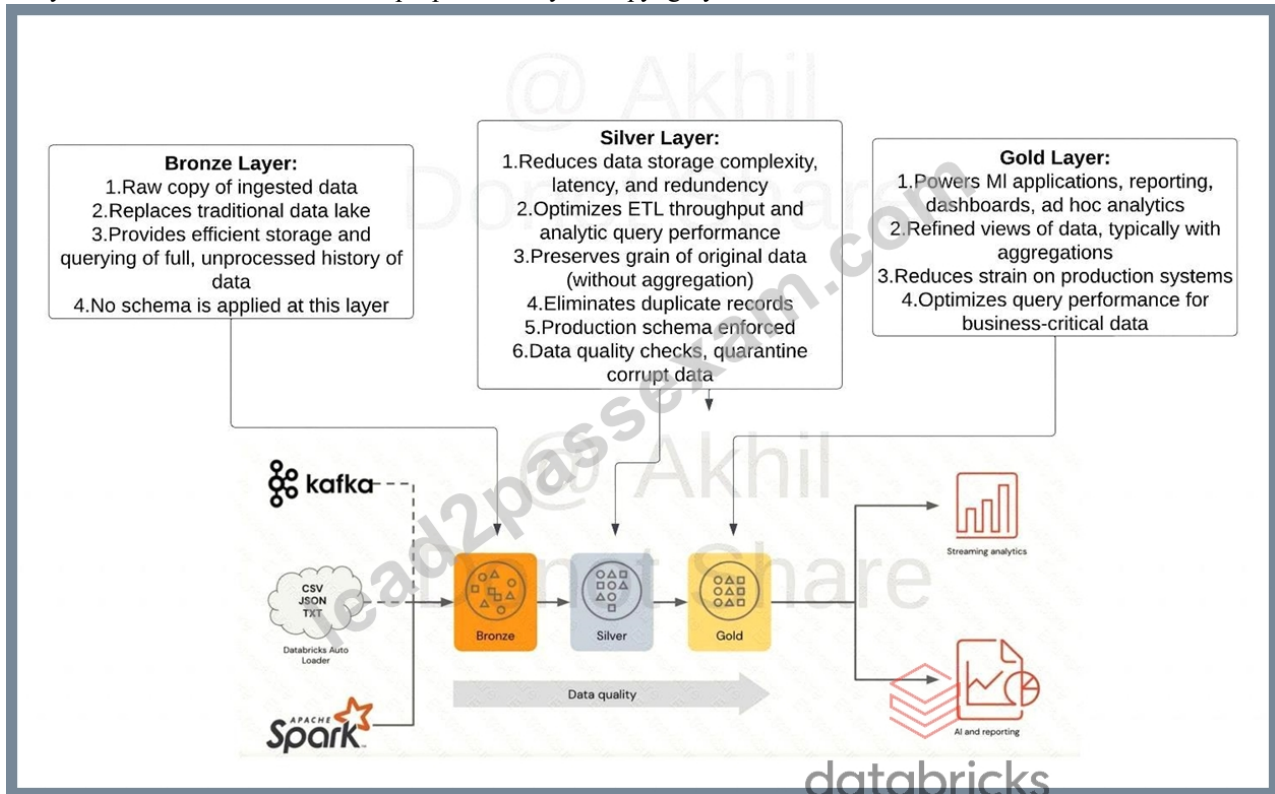 @ Akhil
Do not Share
Bronze Layer:
1.Raw copy of ingested data
2.Replaces traditional data lake
3.Provides efficient storage and
querying of full, unprocessed history of
data
4.No schema is applied at this layer
Silver Layer:
1.Reduces data storage complexity,
latency, and redundency
2.Optimizes ETL throughput and
analytic query performance
3.Preserves grain of original data
(without aggregation)
4.Eliminates duplicate records
5.Production schema enforced
6.Data quality checks, quarantine
corrupt data
Gold Layer:
1.Powers Ml applications, reporting,
dashboards, ad hoc analytics
2.Refined views of data, typically with
aggregations
3.Reduces strain on production systems
4.Optimizes query performance for
business-critical data
icad2passexam.com
@ Akhil
Do not Share
kafka
CSV
JSON
TXT
Databricks Auto
Loader
APACHE
Spark
Bronze
Silver
Gold
Data quality
Streaming analytics
AI and reporting
databricks